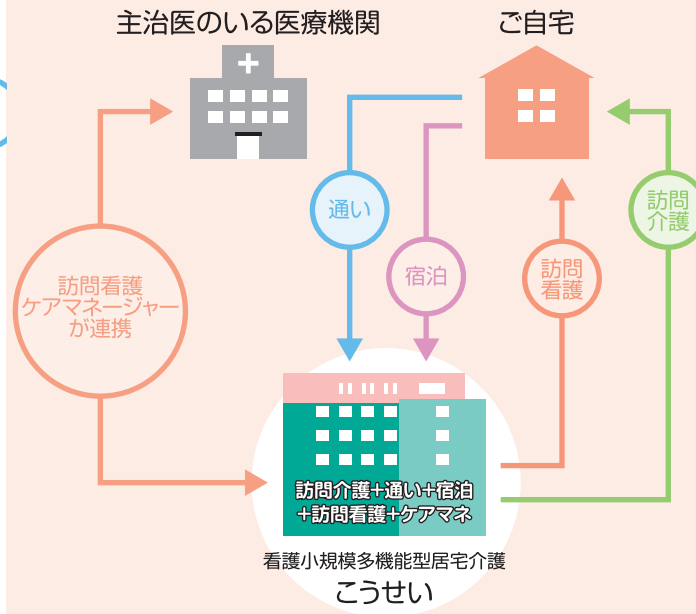 主治医のいる医療機関
ご自宅
通い
宿泊
訪問
看護
訪問
介護
訪問看護
ケアマネージャー
が連携
訪問介護+通い+宿泊
+訪問看護+ケアマネ
看護小規模多機能型居宅介護
こうせい